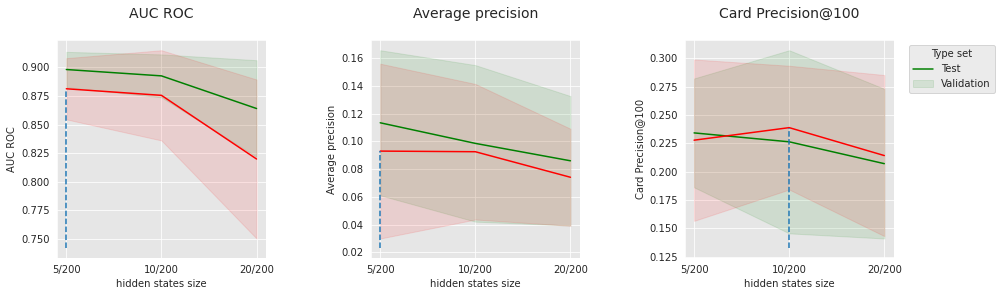 AUC ROC
AUC ROC
0.900
0.875
0.850
0.825
0.800
0.775
0.750
5/200
10/200
20/200
hidden states size
Average precision
Average precision
0.16
0.14
0.12
0.10
0.08
0.06
0.04
0.02
5/200
10/200
20/200
hidden states size
Card Precision@100
Card Precision@100
0.300
0.275
0.250
0.225
0.200
0.175
0.150
0.125
5/200
10/200
20/200
hidden states size
Type set
Test
Validation